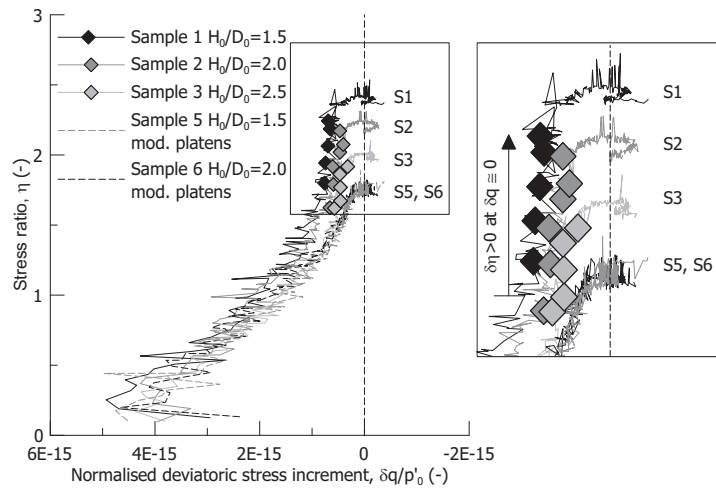 Sample 1 H₀/D₀=1.5
Sample 2 H₀/D₀=2.0
Sample 3 H₀/D₀=2.5
Sample 5 H₀/D₀=1.5
mod. platens
Sample 6 H₀/D₀=2.0
mod. platens
S1
S2
S3
S5, S6
S1
S2
S3
S5, S6
δη>0 at δq≅0
Stress ratio, η (-)
3
2
1
0
6E-15
4E-15
2E-15
0
-2E-15
Normalised deviatoric stress increment, δq/p'₀ (-)